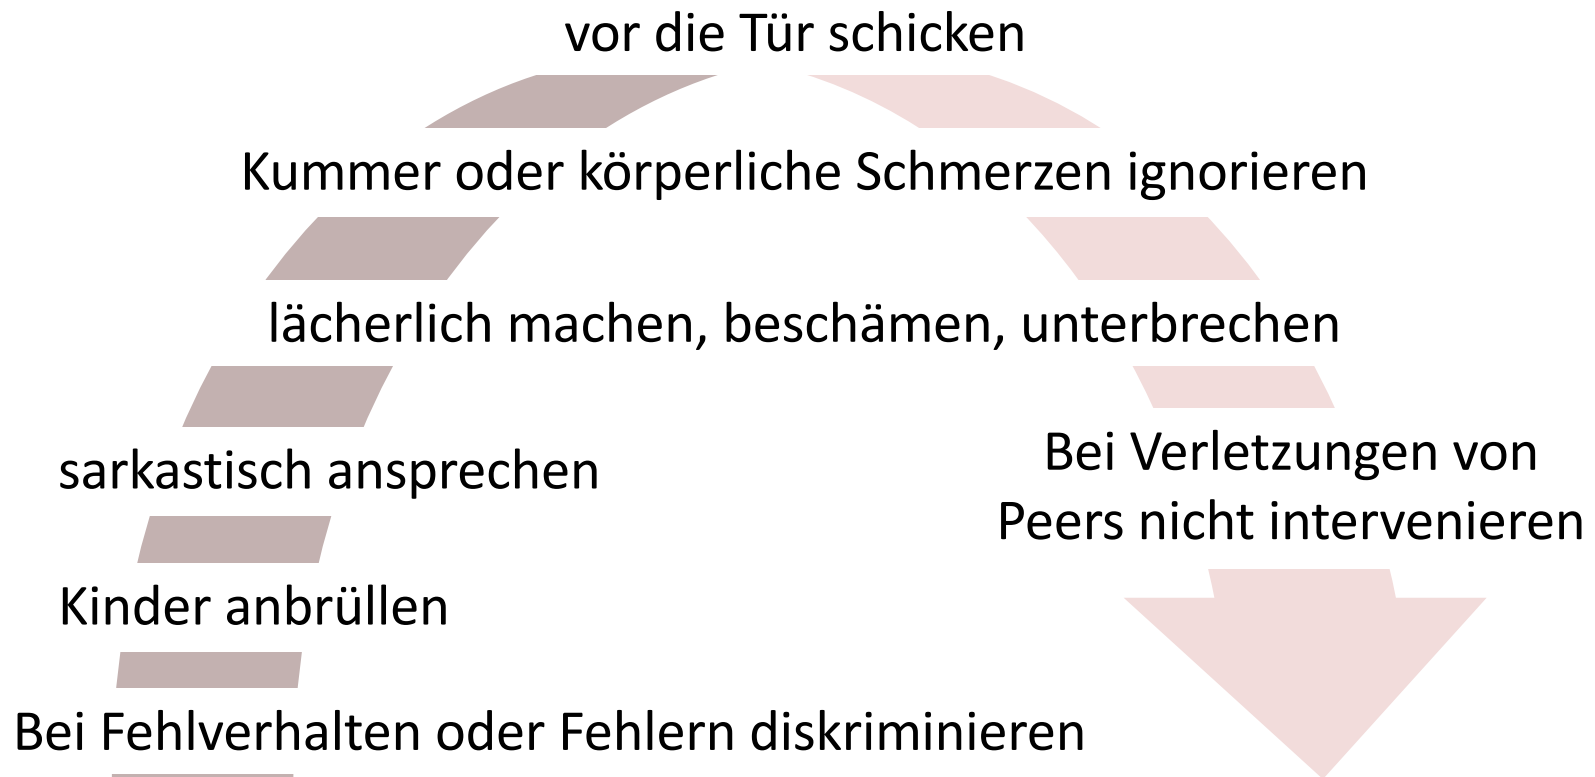 vor die Tür schicken
Kummer oder körperliche Schmerzen ignorieren
lächerlich machen, beschämen, unterbrechen
sarkastisch ansprechen
Bei Verletzungen von
Peers nicht intervenieren
Kinder anbrüllen
Bei Fehlverhalten oder Fehlern diskriminieren